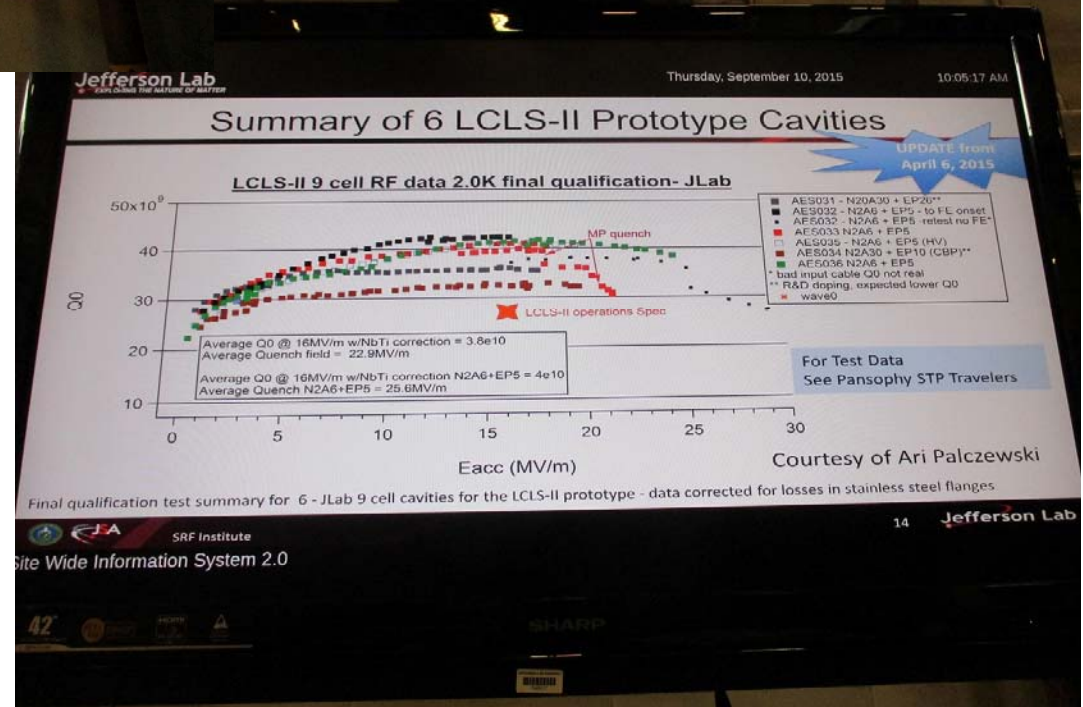 Jefferson Lab
EXPLORING THE NATURE OF MATTER
Thursday, September 10, 2015
10:05:17 AM
Summary of 6 LCLS-II Prototype Cavities
UPDATE from
April 6, 2015
LCLS-II 9 cell RF data 2.0K final qualification- JLab
AES031 - N20A30 + EP26**
AES032 - N2A6 + EP5 - to FE onset
AES032 - N2A6 + EP5 -retest no FE*
AES033 N2A6 + EP5
AES035 - N2A6 + EP5 (HV)
AES034 N2A30 + EP10 (CBP)**
AES036 N2A6 + EP5
* bad input cable Q0 not real
** R&D doping, expected lower Q0
wave0
50x10⁹
40
30
20
10
Q0
MP quench
LCLS-II operations Spec
Average Q0 @ 16MV/m w/NbTi correction = 3.8e10
Average Quench field = 22.9MV/m
Average Q0 @ 16MV/m w/NbTi correction N2A6+EP5 = 4e10
Average Quench N2A6+EP5 = 25.6MV/m
For Test Data
See Pansophy STP Travelers
0 5 10 15 20 25 30
Eacc (MV/m)
Courtesy of Ari Palczewski
Final qualification test summary for 6 - JLab 9 cell cavities for the LCLS-II prototype - data corrected for losses in stainless steel flanges
JSA
SRF Institute
14
Jefferson Lab
Site Wide Information System 2.0
42"
SHARP